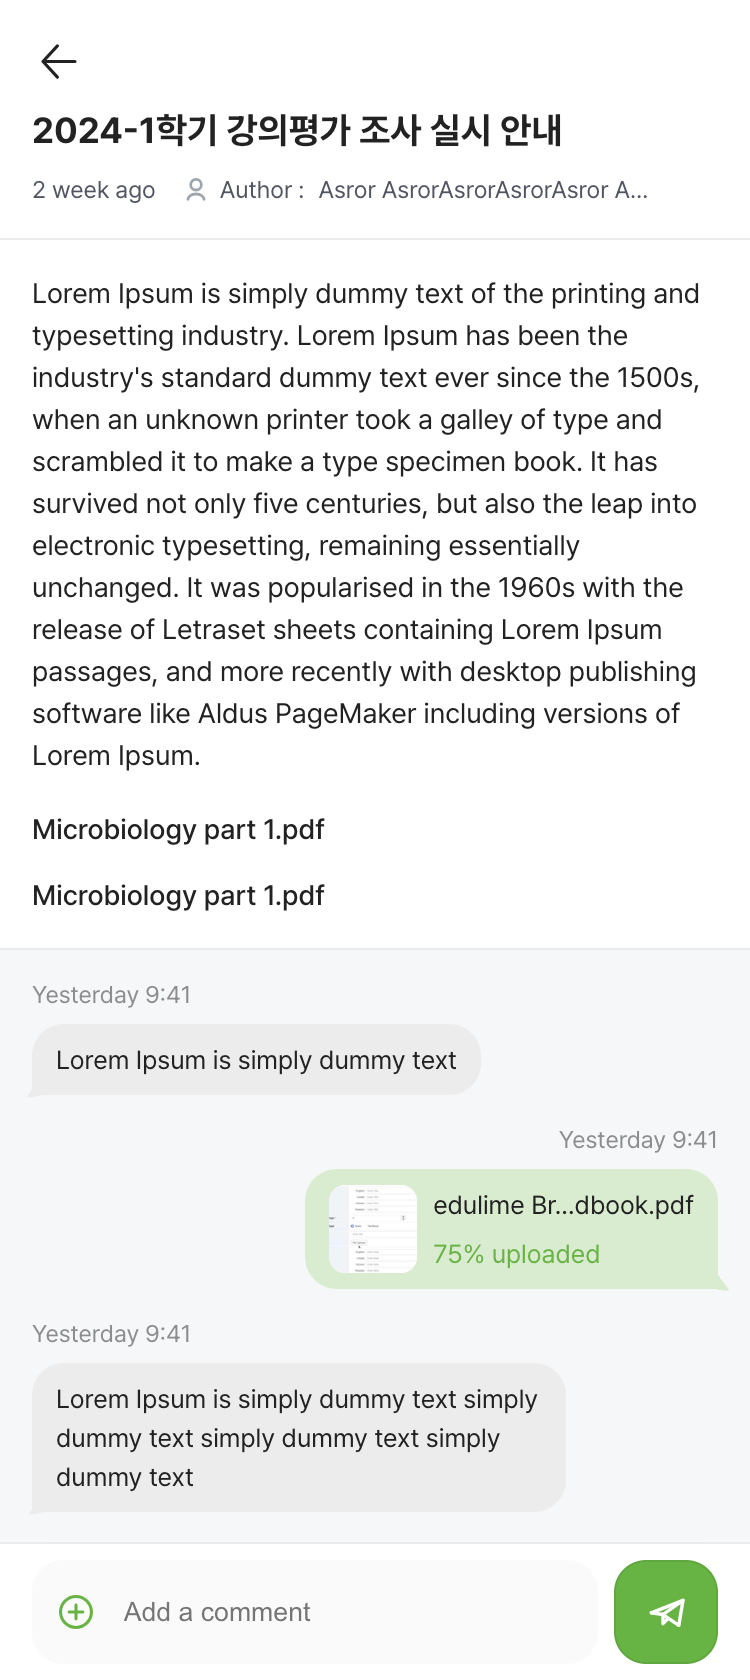 2024-1학기 강의평가 조사 실시 안내
2 week ago Author : Asror AsrorAsrorAsrorAsror A...
Lorem Ipsum is simply dummy text of the printing and
typesetting industry. Lorem Ipsum has been the
industry's standard dummy text ever since the 1500s,
when an unknown printer took a galley of type and
scrambled it to make a type specimen book. It has
survived not only five centuries, but also the leap into
electronic typesetting, remaining essentially
unchanged. It was popularised in the 1960s with the
release of Letraset sheets containing Lorem Ipsum
passages, and more recently with desktop publishing
software like Aldus PageMaker including versions of
Lorem Ipsum.
Microbiology part 1.pdf
Microbiology part 1.pdf
Yesterday 9:41
Lorem Ipsum is simply dummy text
Yesterday 9:41
edulime Br...dbook.pdf
75% uploaded
Yesterday 9:41
Lorem Ipsum is simply dummy text simply
dummy text simply dummy text simply
dummy text
Add a comment